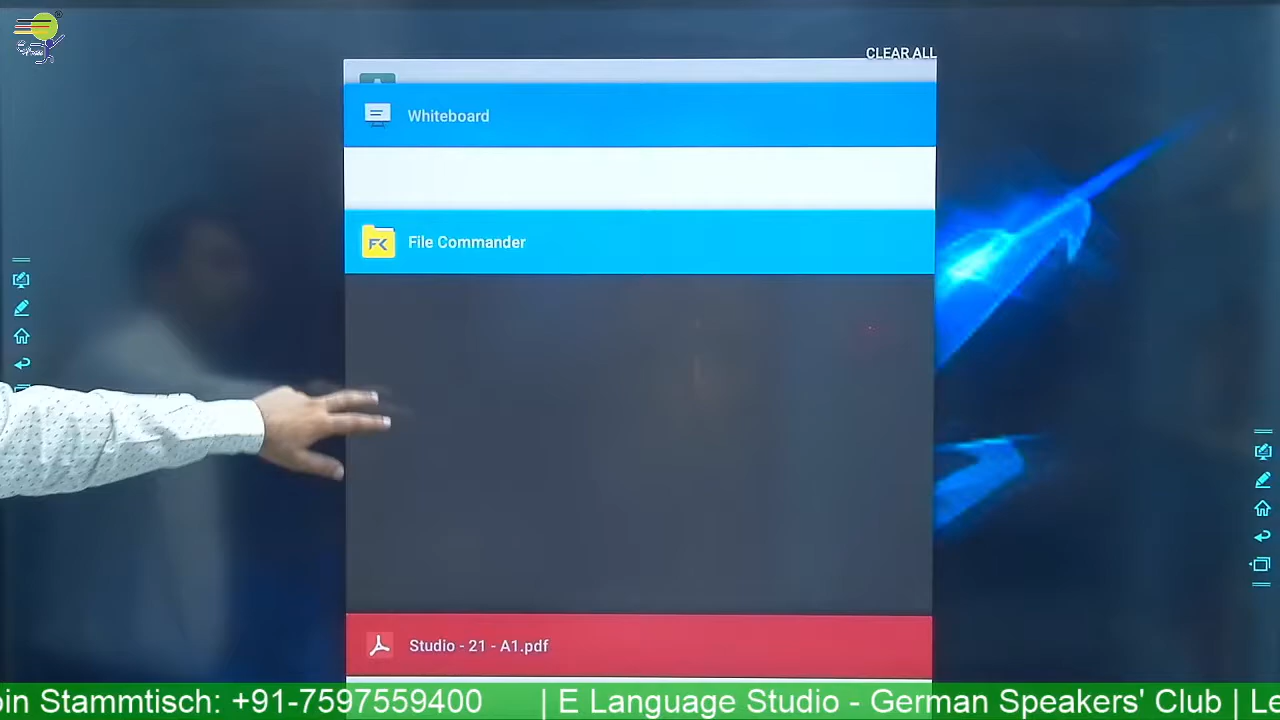 CLEAR ALL
Whiteboard
FK File Commander
Studio - 21 - A1.pdf
oin Stammtisch: +91-7597559400 | E Language Studio - German Speakers' Club | Le